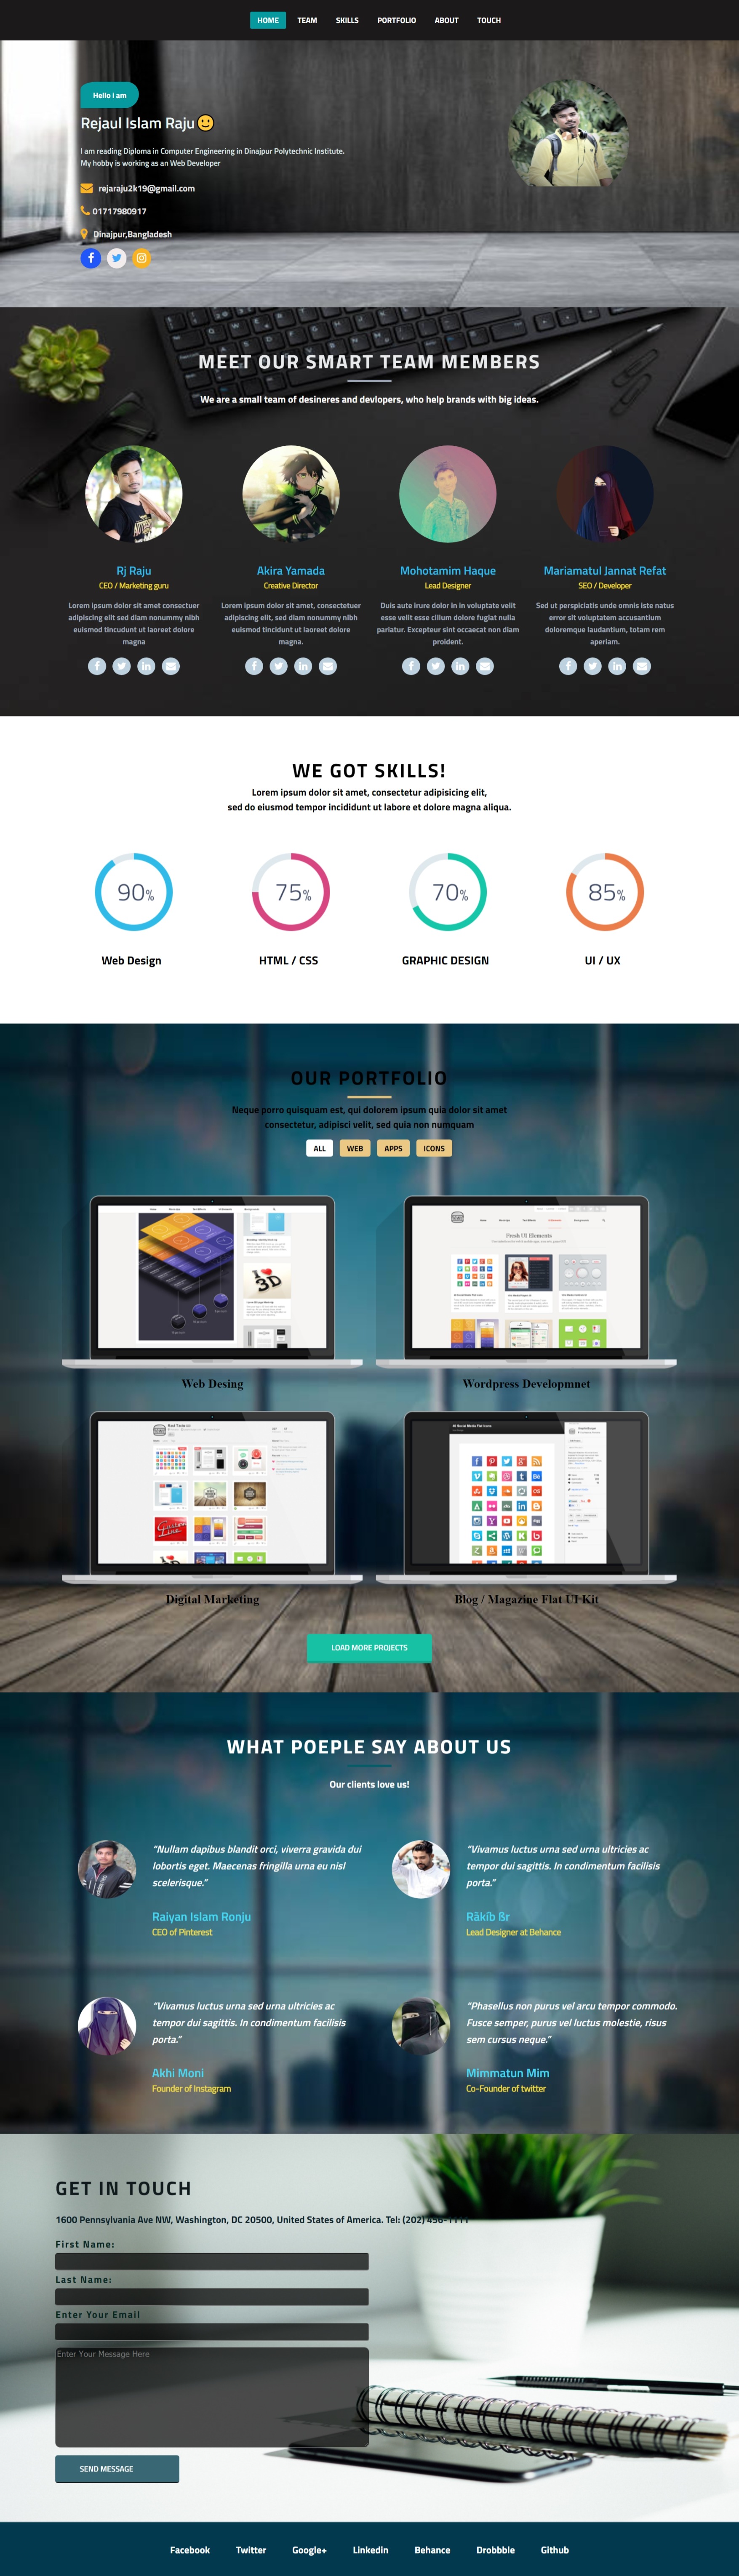 HOME TEAM SKILLS PORTFOLIO ABOUT TOUCH
Hello i am
Rejaul Islam Raju
I am reading Diploma in Computer Engineering in Dinajpur Polytechnic Institute.
My hobby is working as an Web Developer
rejaraju2k19@gmail.com
01717980917
Dinajpur,Bangladesh
MEET OUR SMART TEAM MEMBERS
We are a small team of desineres and devlopers, who help brands with big ideas.
Rj Raju
CEO / Marketing guru
Lorem ipsum dolor sit amet consectuer
adipiscing elit sed diam nonummy nibh
euismod tincudunt ut laoreet dolore
magna
Akira Yamada
Creative Director
Lorem ipsum dolor sit amet, consectetuer
adipiscing elit, sed diam nonummy nibh
euismod tincidunt ut laoreet dolore
magna.
Mohotamim Haque
Lead Designer
Duis aute irure dolor in in voluptate velit
esse velit esse cillum dolore fugiat nulla
pariatur. Excepteur sint occaecat non diam
proident.
Mariamatul Jannat Refat
SEO / Developer
Sed ut perspiciatis unde omnis iste natus
error sit voluptatem accusantium
doloremque laudantium, totam rem
aperiam.
WE GOT SKILLS!
Lorem ipsum dolor sit amet, consectetur adipisicing elit,
sed do eiusmod tempor incididunt ut labore et dolore magna aliqua.
90% 75% 70% 85%
Web Design HTML / CSS GRAPHIC DESIGN UI / UX
OUR PORTFOLIO
Neque porro quisquam est, qui dolorem ipsum quia dolor sit amet
consectetur, adipisci velit, sed quia non numquam
ALL WEB APPS ICONS
I 3D
Fresh UI Elements
Web Desing
Wordpress Developmnet
Digital Marketing
Blog / Magazine Flat UI Kit
LOAD MORE PROJECTS
WHAT POEPLE SAY ABOUT US
Our clients love us!
“Nullam dapibus blandit orci, viverra gravida dui
lobortis eget. Maecenas fringilla urna eu nisl
scelerisque.”
Raiyan Islam Ronju
CEO of Pinterest
“Vivamus luctus urna sed urna ultricies ac
tempor dui sagittis. In condimentum facilisis
porta.”
Rãkíb ßr
Lead Designer at Behance
“Vivamus luctus urna sed urna ultricies ac
tempor dui sagittis. In condimentum facilisis
porta.”
Akhi Moni
Founder of Instagram
“Phasellus non purus vel arcu tempor commodo.
Fusce semper, purus vel luctus molestie, risus
sem cursus neque.”
Mimmatun Mim
Co-Founder of twitter
GET IN TOUCH
1600 Pennsylvania Ave NW, Washington, DC 20500, United States of America. Tel: (202) 456-1111
First Name:
Last Name:
Enter Your Email
Enter Your Message Here
SEND MESSAGE
Facebook Twitter Google+ Linkedin Behance Drobbble Github